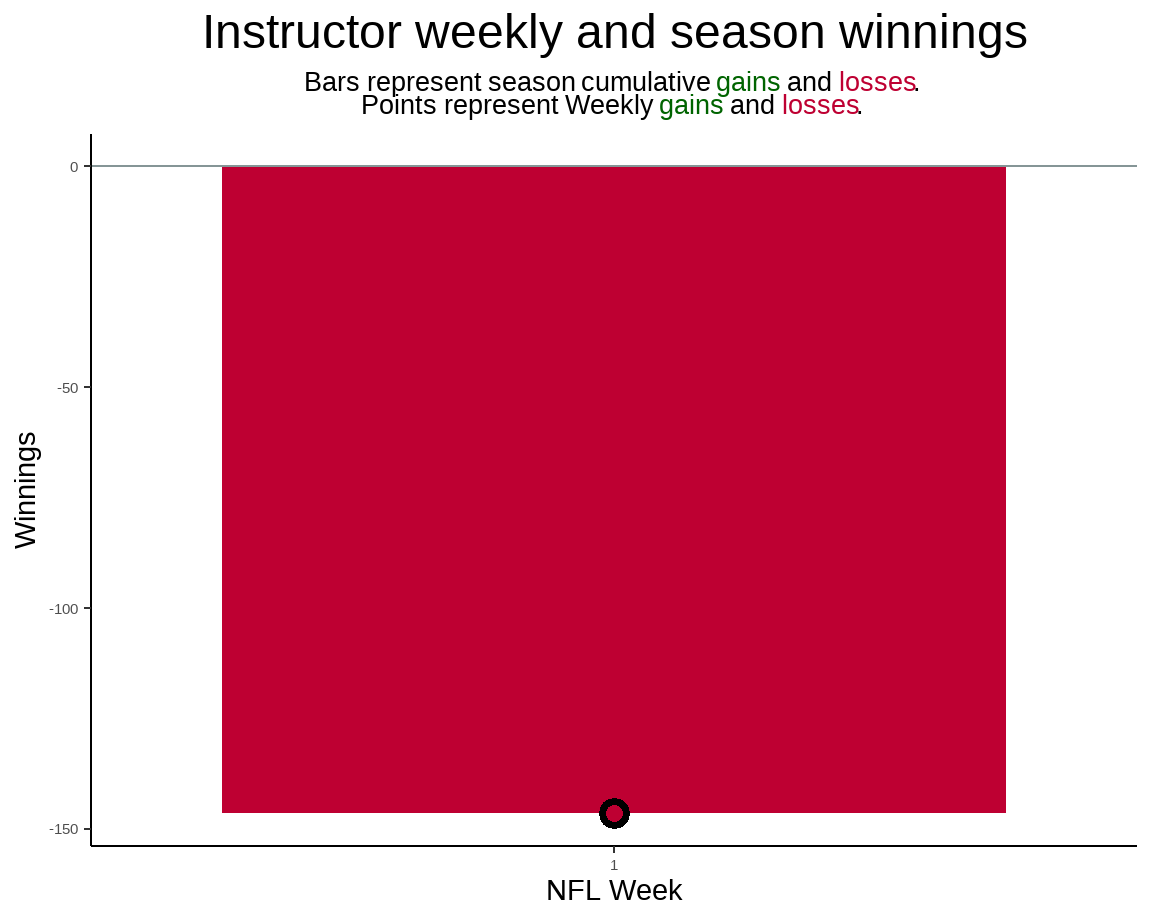 Instructor weekly and season winnings
Bars represent season cumulative gains and losses.
Points represent Weekly gains and losses.
0
-50
-100
-150
Winnings
1
NFL Week